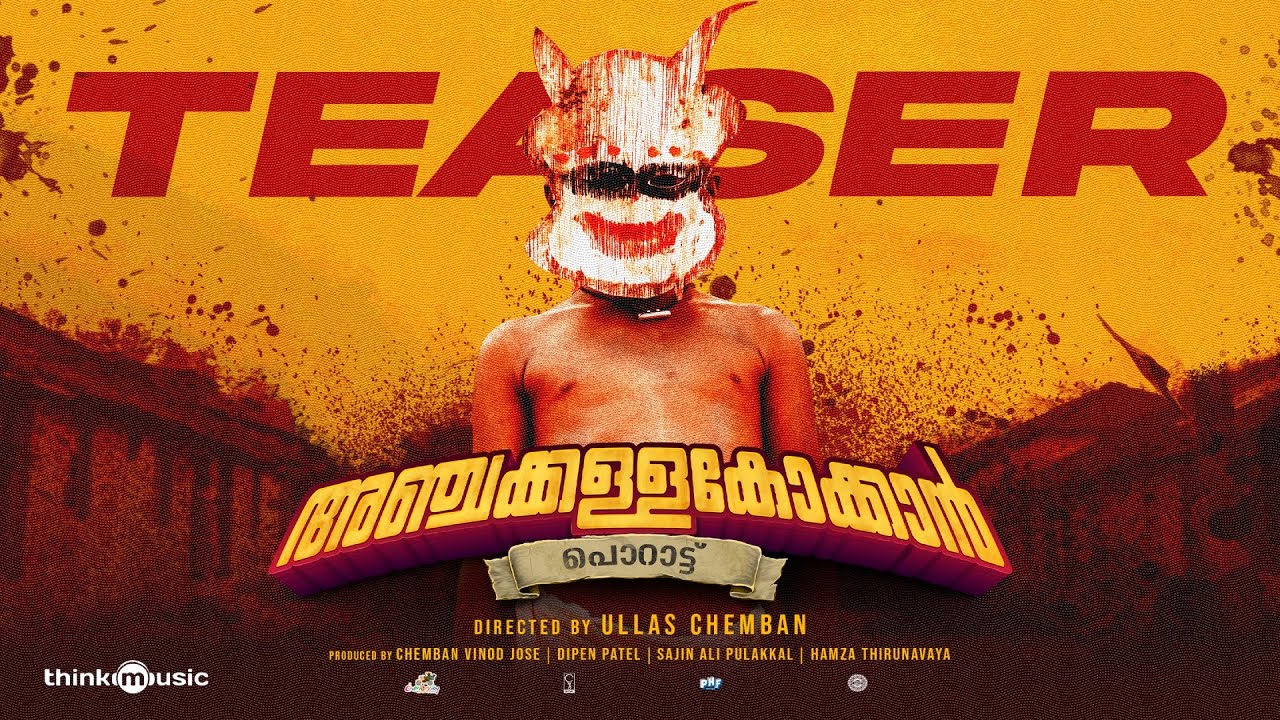 TEASER
അഞ്ചക്കള്ളകോക്കാൻ
പൊറാട്ട്
DIRECTED BY ULLAS CHEMBAN
PRODUCED BY CHEMBAN VINOD JOSE | DIPEN PATEL | SAJIN ALI PULAKKAL | HAMZA THIRUNAVAYA
think music
PHF